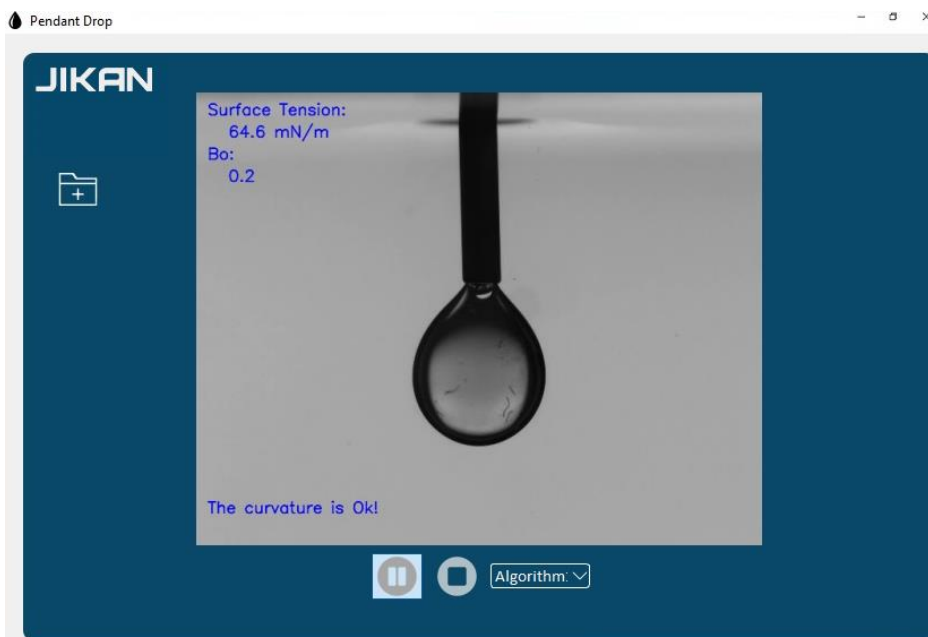 Pendant Drop
JIKAN
Surface Tension:
64.6 mN/m
Bo:
0.2
The curvature is Ok!
Algorithm: